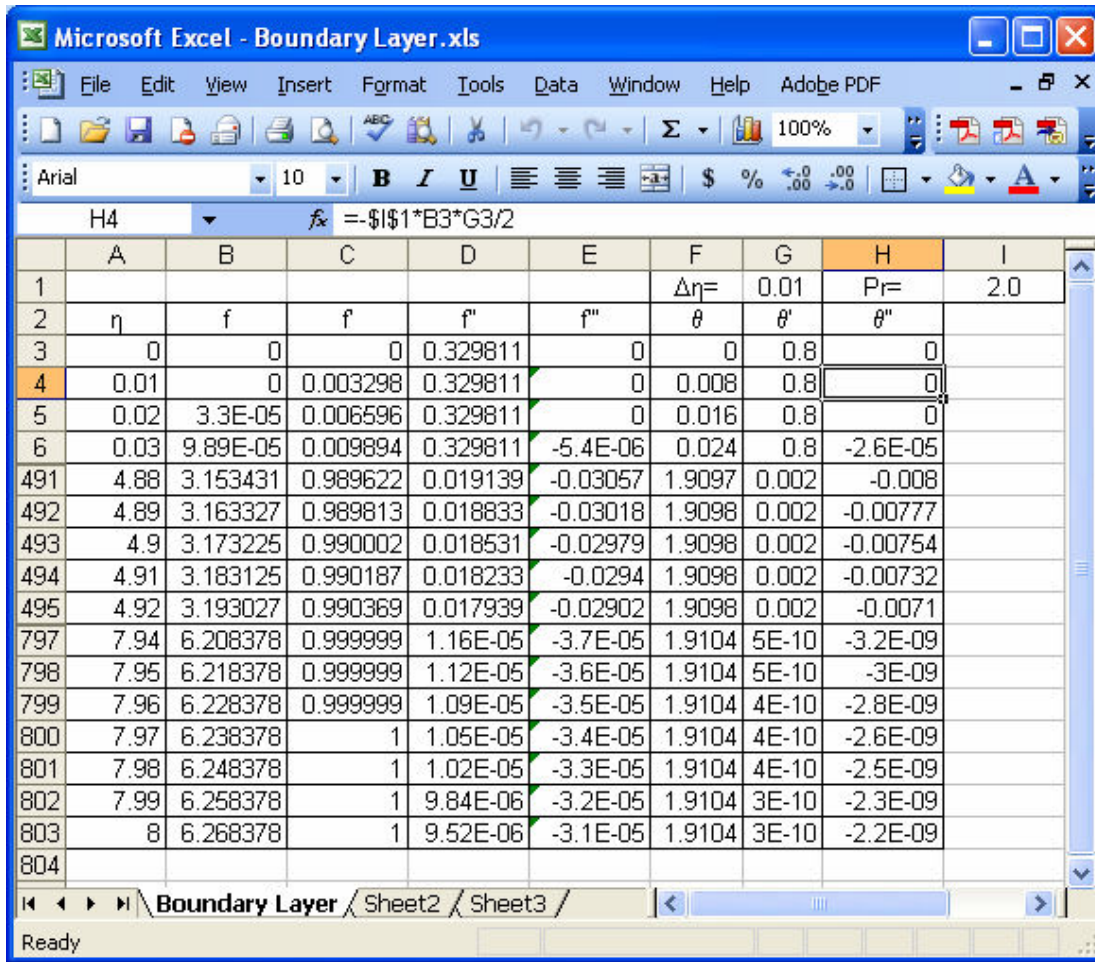 Microsoft Excel - Boundary Layer.xls
File Edit View Insert Format Tools Data Window Help Adobe PDF
ABC Σ 100%
Arial 10 B I U $ % A
H4 fx =-$I$1*B3*G3/2
A B C D E F G H I
1 Δη= 0.01 Pr= 2.0
2 η f f' f" f''' θ θ' θ"
3 0 0 0 0.329811 0 0 0.8 0
4 0.01 0 0.003298 0.329811 0 0.008 0.8 0
5 0.02 3.3E-05 0.006596 0.329811 0 0.016 0.8 0
6 0.03 9.89E-05 0.009894 0.329811 -5.4E-06 0.024 0.8 -2.6E-05
491 4.88 3.153431 0.989622 0.019139 -0.03057 1.9097 0.002 -0.008
492 4.89 3.163327 0.989813 0.018833 -0.03018 1.9098 0.002 -0.00777
493 4.9 3.173225 0.990002 0.018531 -0.02979 1.9098 0.002 -0.00754
494 4.91 3.183125 0.990187 0.018233 -0.0294 1.9098 0.002 -0.00732
495 4.92 3.193027 0.990369 0.017939 -0.02902 1.9098 0.002 -0.0071
797 7.94 6.208378 0.999999 1.16E-05 -3.7E-05 1.9104 5E-10 -3.2E-09
798 7.95 6.218378 0.999999 1.12E-05 -3.6E-05 1.9104 5E-10 -3E-09
799 7.96 6.228378 0.999999 1.09E-05 -3.5E-05 1.9104 4E-10 -2.8E-09
800 7.97 6.238378 1 1.05E-05 -3.4E-05 1.9104 4E-10 -2.6E-09
801 7.98 6.248378 1 1.02E-05 -3.3E-05 1.9104 4E-10 -2.5E-09
802 7.99 6.258378 1 9.84E-06 -3.2E-05 1.9104 3E-10 -2.3E-09
803 8 6.268378 1 9.52E-06 -3.1E-05 1.9104 3E-10 -2.2E-09
804
Boundary Layer Sheet2 Sheet3
Ready